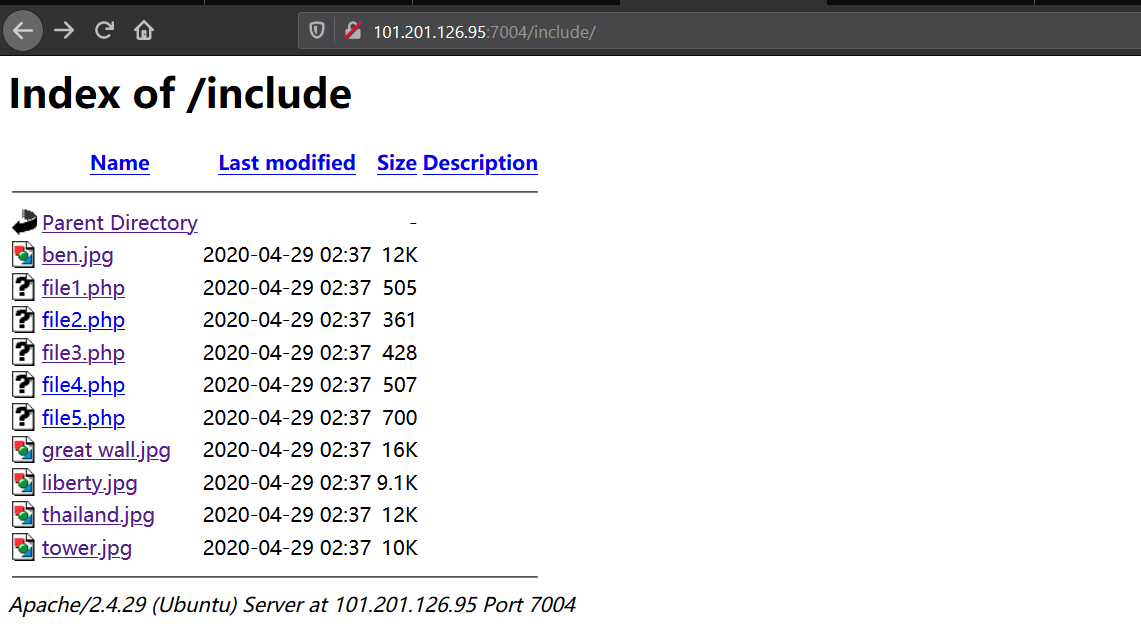 101.201.126.95:7004/include/
Index of /include
Name Last modified Size Description
Parent Directory -
ben.jpg 2020-04-29 02:37 12K
file1.php 2020-04-29 02:37 505
file2.php 2020-04-29 02:37 361
file3.php 2020-04-29 02:37 428
file4.php 2020-04-29 02:37 507
file5.php 2020-04-29 02:37 700
great wall.jpg 2020-04-29 02:37 16K
liberty.jpg 2020-04-29 02:37 9.1K
thailand.jpg 2020-04-29 02:37 12K
tower.jpg 2020-04-29 02:37 10K
Apache/2.4.29 (Ubuntu) Server at 101.201.126.95 Port 7004